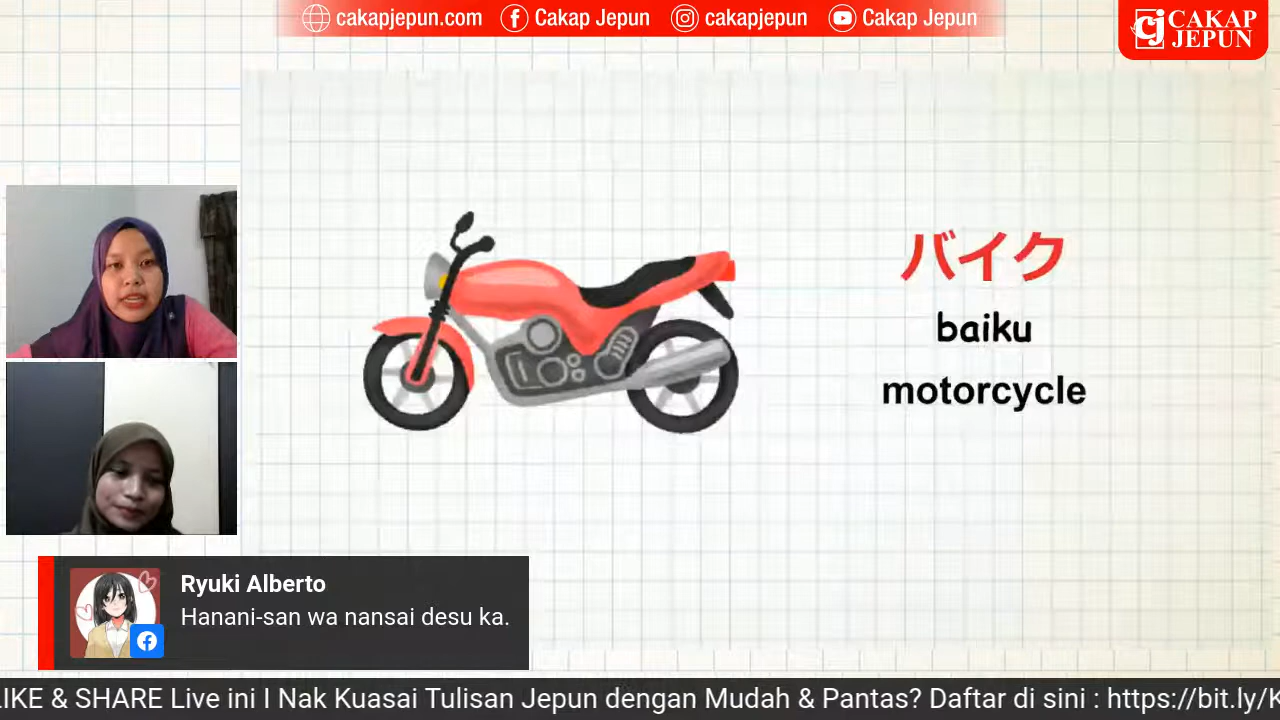 cakapjepun.com Cakap Jepun cakapjepun Cakap Jepun
CAKAP
JEPUN
バイク
baiku
motorcycle
Ryuki Alberto
Hanani-san wa nansai desu ka.
LIKE & SHARE Live ini I Nak Kuasai Tulisan Jepun dengan Mudah & Pantas? Daftar di sini : https://bit.ly/K